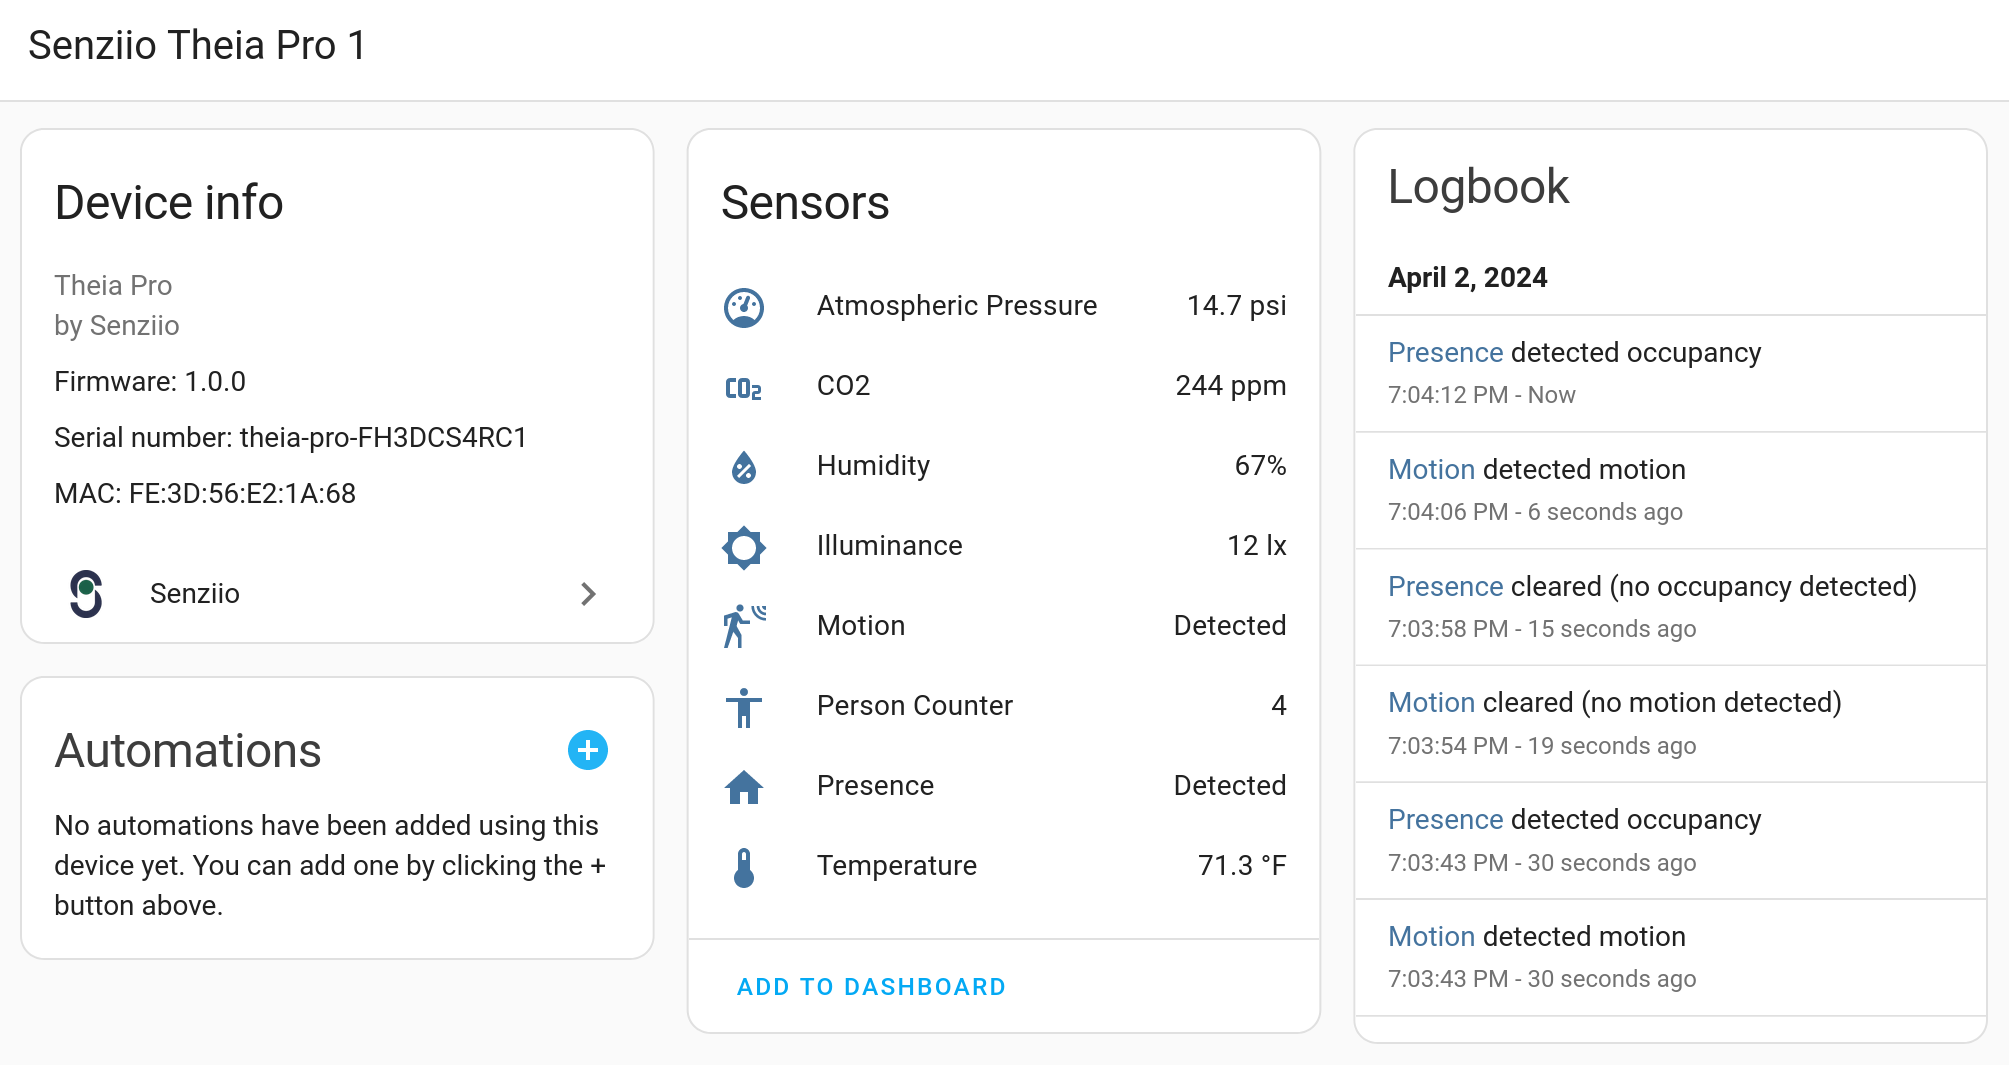 Senziio Theia Pro 1
Device info
Theia Pro
by Senziio
Firmware: 1.0.0
Serial number: theia-pro-FH3DCS4RC1
MAC: FE:3D:56:E2:1A:68
Senziio
Automations
No automations have been added using this
device yet. You can add one by clicking the +
button above.
Sensors
Atmospheric Pressure 14.7 psi
CO2 CO2 244 ppm
Humidity 67%
Illuminance 12 lx
Motion Detected
Person Counter 4
Presence Detected
Temperature 71.3 °F
ADD TO DASHBOARD
Logbook
April 2, 2024
Presence detected occupancy
7:04:12 PM - Now
Motion detected motion
7:04:06 PM - 6 seconds ago
Presence cleared (no occupancy detected)
7:03:58 PM - 15 seconds ago
Motion cleared (no motion detected)
7:03:54 PM - 19 seconds ago
Presence detected occupancy
7:03:43 PM - 30 seconds ago
Motion detected motion
7:03:43 PM - 30 seconds ago